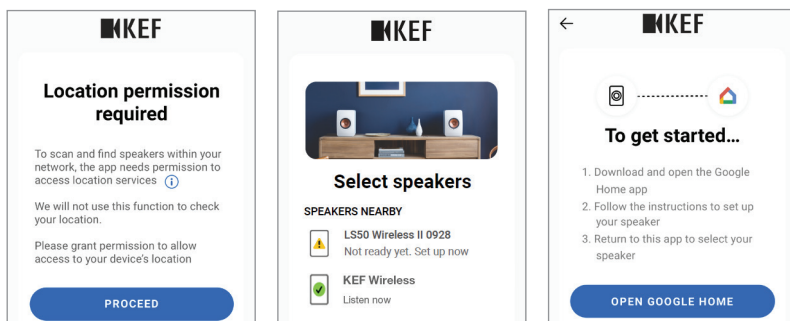 KEF
Location permission
required
To scan and find speakers within your
network, the app needs permission to
access location services
We will not use this function to check
your location.
Please grant permission to allow
access to your device's location
PROCEED
KEF
Select speakers
SPEAKERS NEARBY
LS50 Wireless II 0928
Not ready yet. Set up now
KEF Wireless
Listen now
KEF
To get started...
1. Download and open the Google
Home app
2. Follow the instructions to set up
your speaker
3. Return to this app to select your
speaker
OPEN GOOGLE HOME